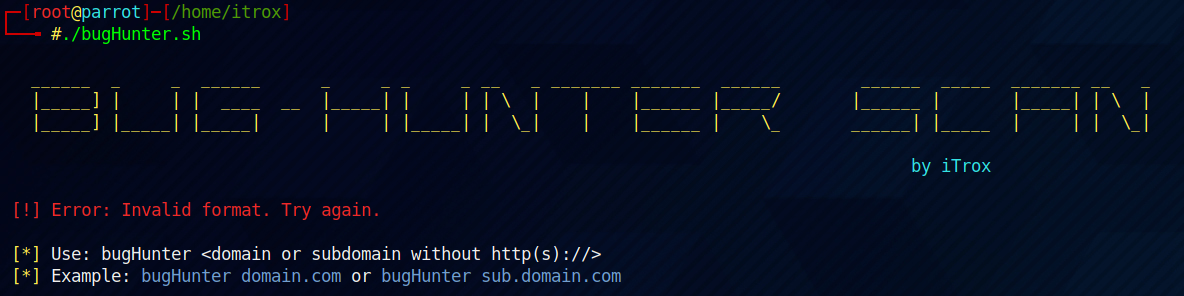 ┌─[root@parrot]─[/home/itrox]
└──╼ #./bugHunter.sh
BUG-HUNTER SCAN
by iTrox
[!] Error: Invalid format. Try again.
[*] Use: bugHunter <domain or subdomain without http(s)://>
[*] Example: bugHunter domain.com or bugHunter sub.domain.com